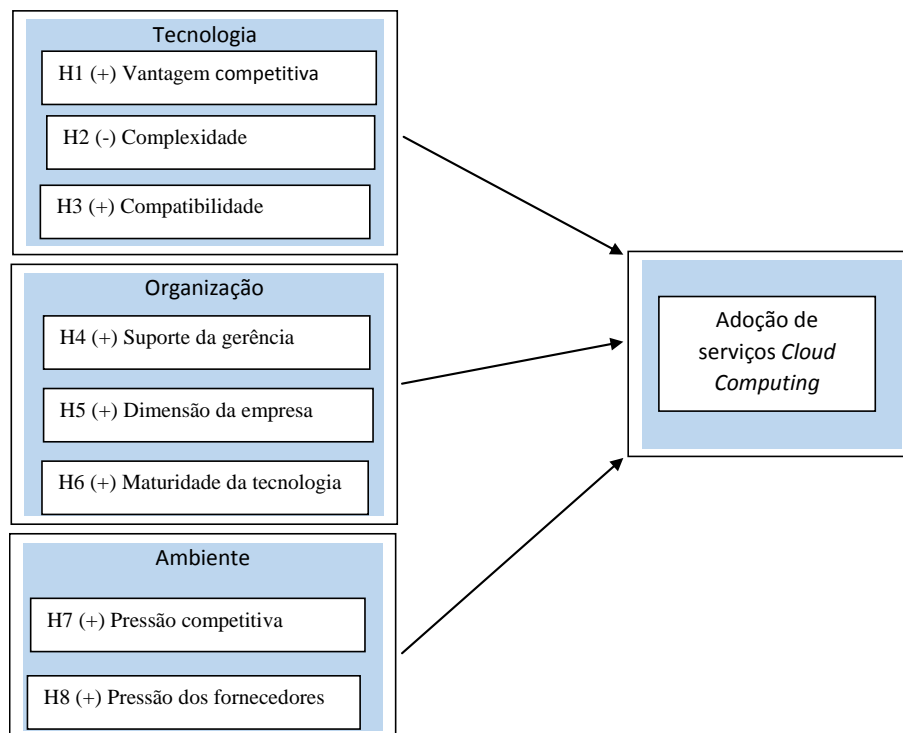 Tecnologia
H1 (+) Vantagem competitiva
H2 (-) Complexidade
H3 (+) Compatibilidade
Organização
H4 (+) Suporte da gerência
H5 (+) Dimensão da empresa
H6 (+) Maturidade da tecnologia
Ambiente
H7 (+) Pressão competitiva
H8 (+) Pressão dos fornecedores
Adoção de
serviços Cloud
Computing